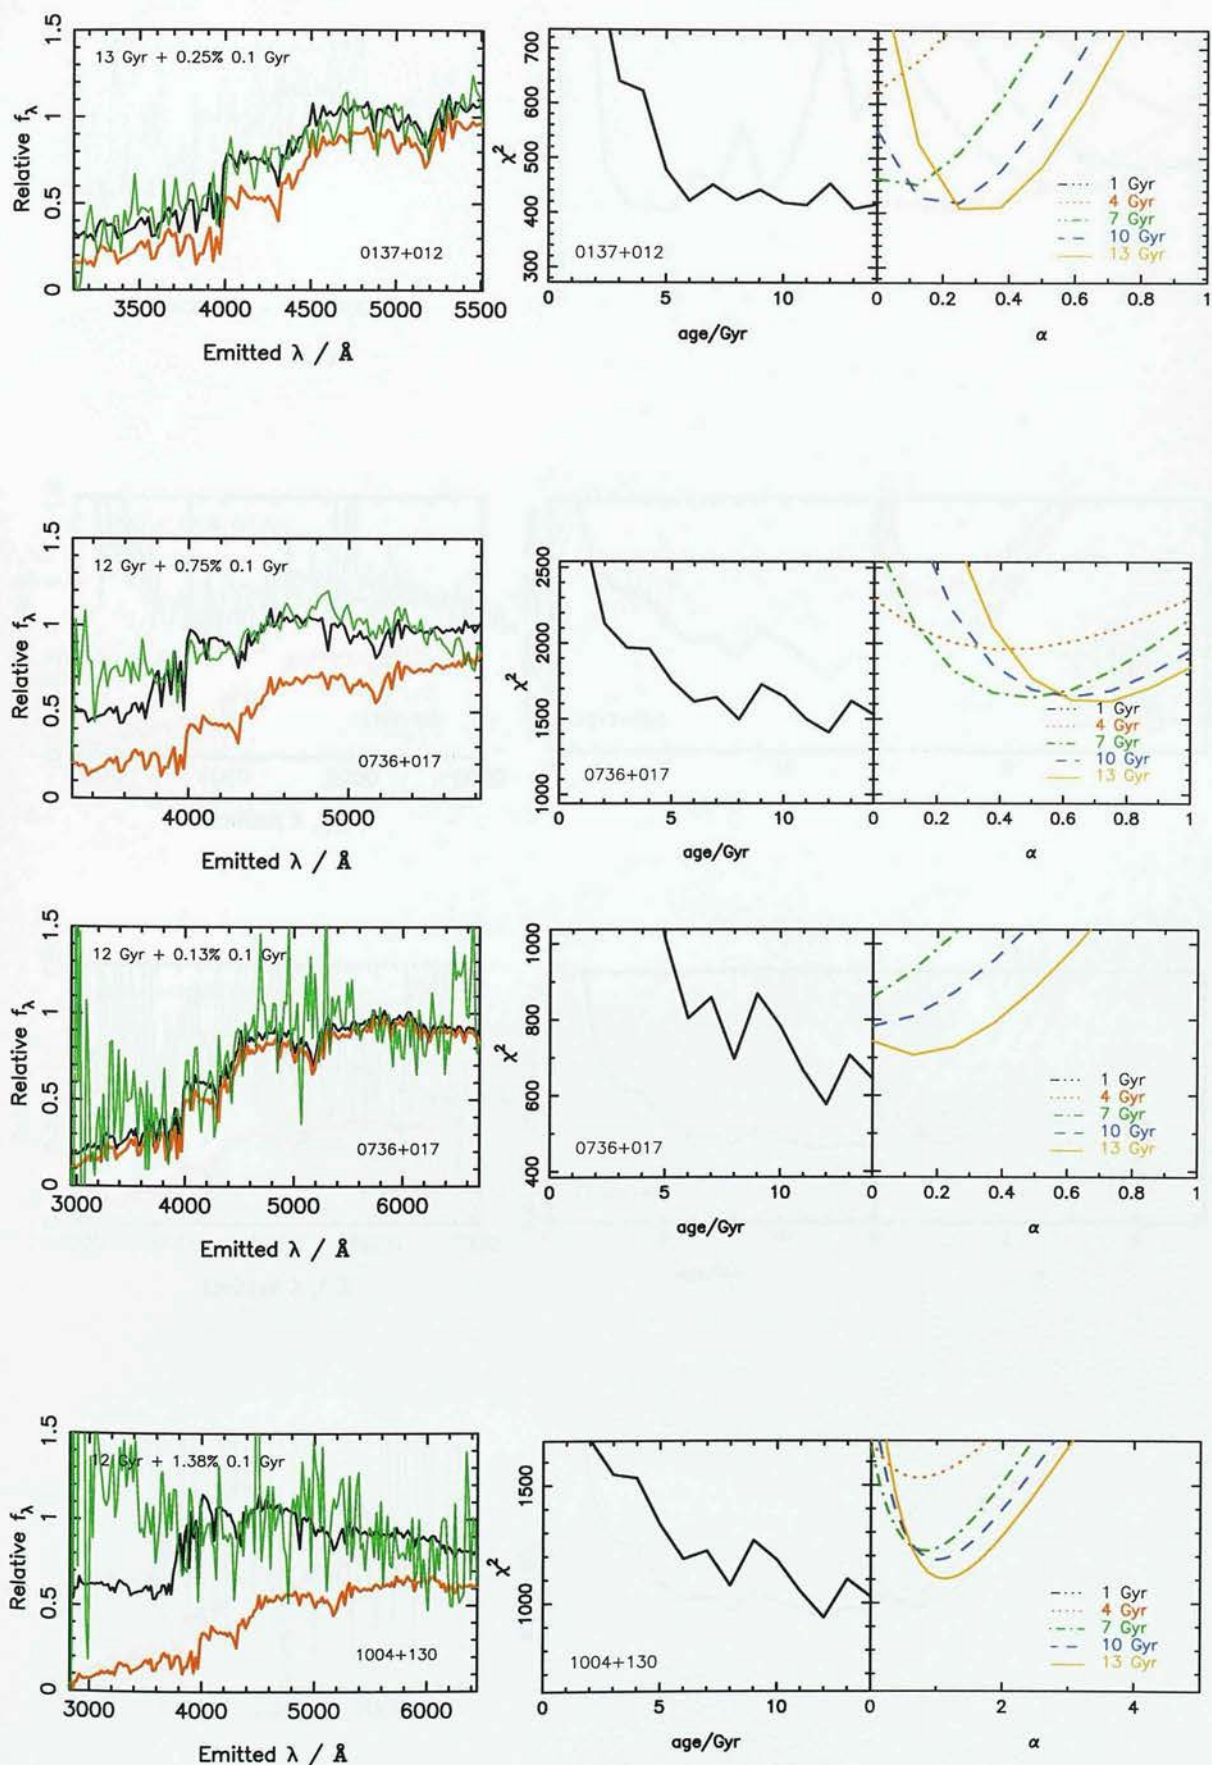 13 Gyr + 0.25% 0.1 Gyr
Relative fλ
0 0.5 1 1.5
0137+012
3500 4000 4500 5000 5500
Emitted λ / Å
χ²
300 400 500 600 700
0137+012
5 10
age/Gyr
1 Gyr
4 Gyr
7 Gyr
10 Gyr
13 Gyr
0 0.2 0.4 0.6 0.8 1
α
12 Gyr + 0.75% 0.1 Gyr
Relative fλ
0 0.5 1 1.5
0736+017
4000 5000
Emitted λ / Å
χ²
1000 1500 2000 2500
0736+017
5 10
age/Gyr
1 Gyr
4 Gyr
7 Gyr
10 Gyr
13 Gyr
0 0.2 0.4 0.6 0.8 1
α
12 Gyr + 0.13% 0.1 Gyr
Relative fλ
0 0.5 1 1.5
0736+017
3000 4000 5000 6000
Emitted λ / Å
χ²
400 600 800 1000
0736+017
5 10
age/Gyr
1 Gyr
4 Gyr
7 Gyr
10 Gyr
13 Gyr
0 0.2 0.4 0.6 0.8 1
α
12 Gyr + 1.38% 0.1 Gyr
Relative fλ
0 0.5 1 1.5
1004+130
3000 4000 5000 6000
Emitted λ / Å
χ²
1000 1500
1004+130
0 5 10
age/Gyr
1 Gyr
4 Gyr
7 Gyr
10 Gyr
13 Gyr
0 2 4
α